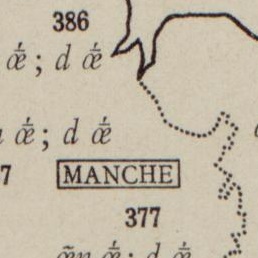 386
œ́̄ ; d œ́̄
œ́̄ ; d œ́̄
7 MANCHE
377
œ̃n œ́̄ ; d œ́̄